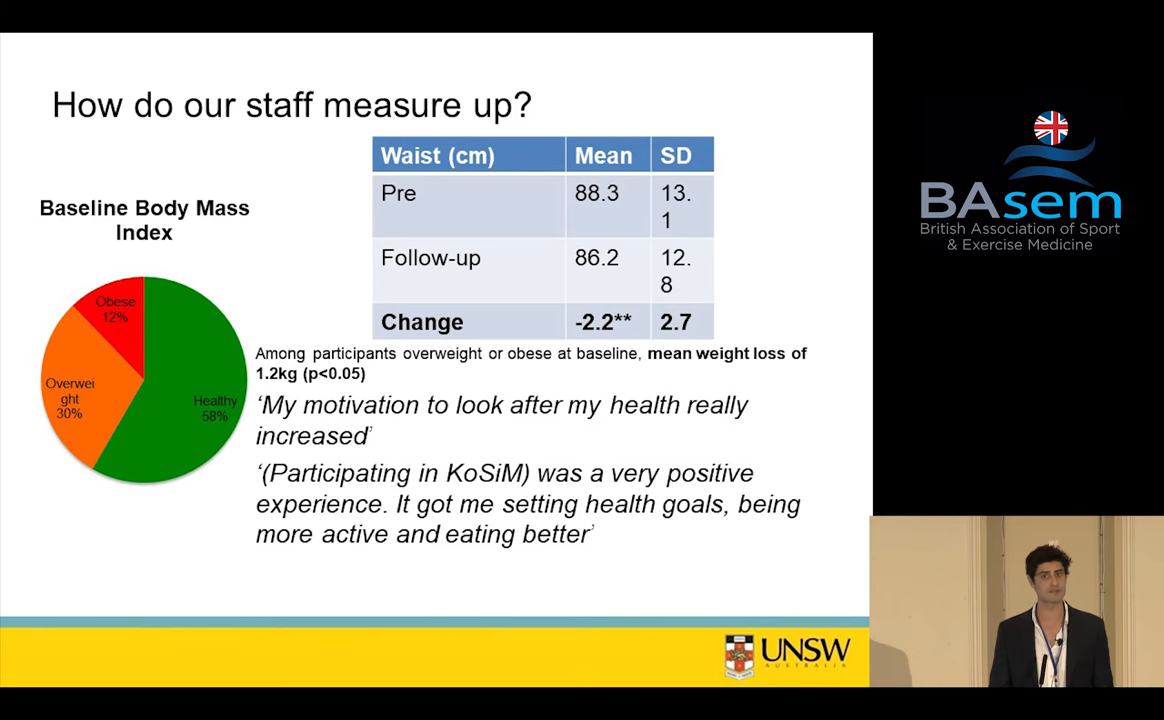 How do our staff measure up?
Baseline Body Mass
Index
Obese
12%
Overwei
ght
30%
Healthy
58%
Waist (cm) Mean SD
Pre 88.3 13.
1
Follow-up 86.2 12.
8
Change -2.2** 2.7
Among participants overweight or obese at baseline, mean weight loss of
1.2kg (p<0.05)
‘My motivation to look after my health really
increased’
‘(Participating in KoSiM) was a very positive
experience. It got me setting health goals, being
more active and eating better’
UNSW
AUSTRALIA
BAsem
British Association of Sport
& Exercise Medicine